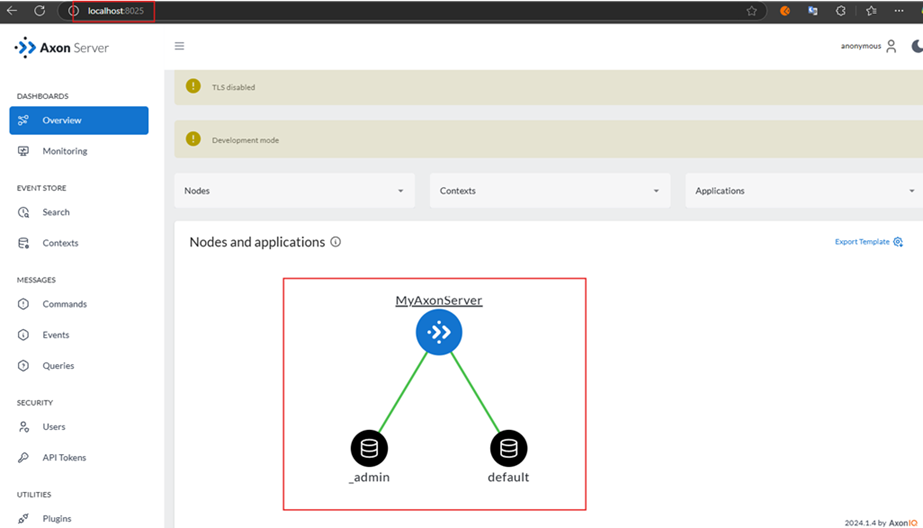 localhost:8025
Axon Server
anonymous
DASHBOARDS
Overview
Monitoring
EVENT STORE
Search
Contexts
MESSAGES
Commands
Events
Queries
SECURITY
Users
API Tokens
UTILITIES
Plugins
TLS disabled
Development mode
Nodes
Contexts
Applications
Nodes and applications
Export Template
MyAxonServer
_admin
default
2024.1.4 by AxonIQ